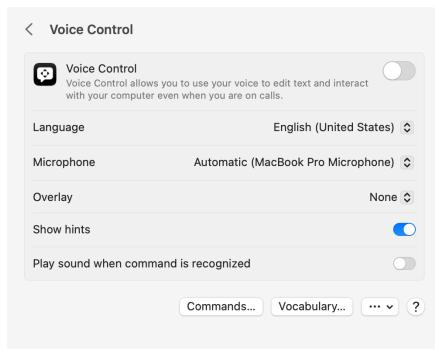 Voice Control
Voice Control
Voice Control allows you to use your voice to edit text and interact
with your computer even when you are on calls.
Language English (United States)
Microphone Automatic (MacBook Pro Microphone)
Overlay None
Show hints
Play sound when command is recognized
Commands... Vocabulary... ... ?